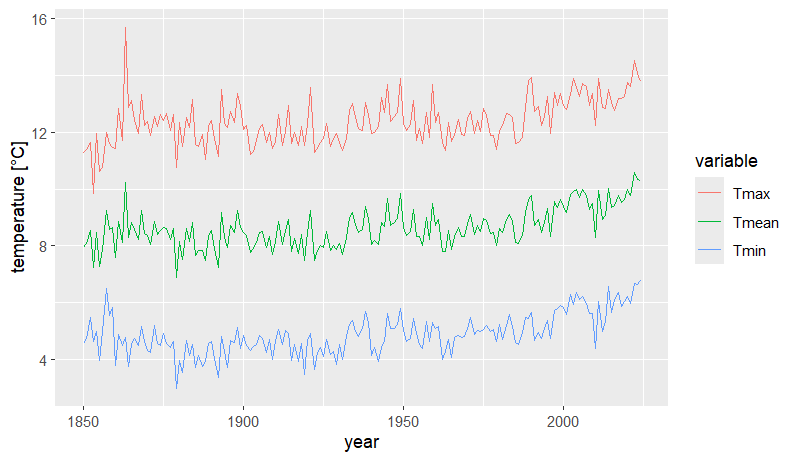 16
12
8
4
temperature [°C]
1850 1900 1950 2000
year
variable
Tmax
Tmean
Tmin